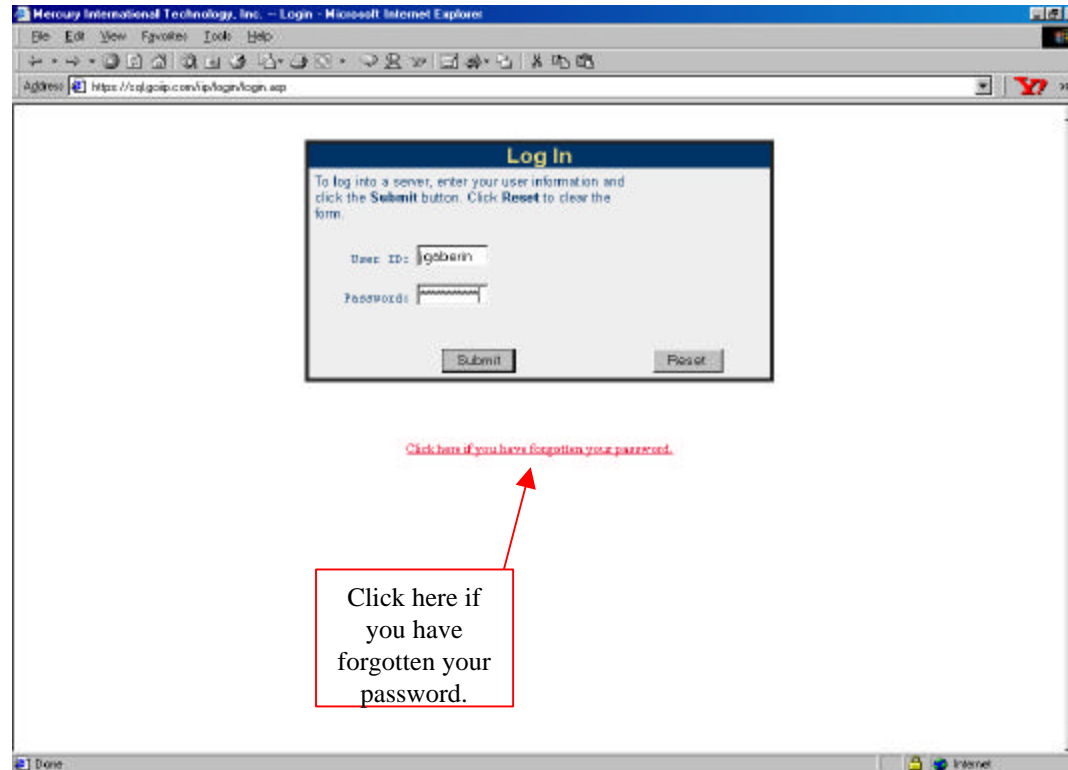 Mercury International Technology, Inc. -- Login - Microsoft Internet Explorer
File Edit View Favorites Tools Help
Address https://sql.goiip.com/iip/login/login.asp
Log In
To log into a server, enter your user information and
click the Submit button. Click Reset to clear the
form.
User ID:
Password:
Submit Reset
Click here if you have forgotten your password.
Click here if
you have
forgotten your
password.
Done Internet